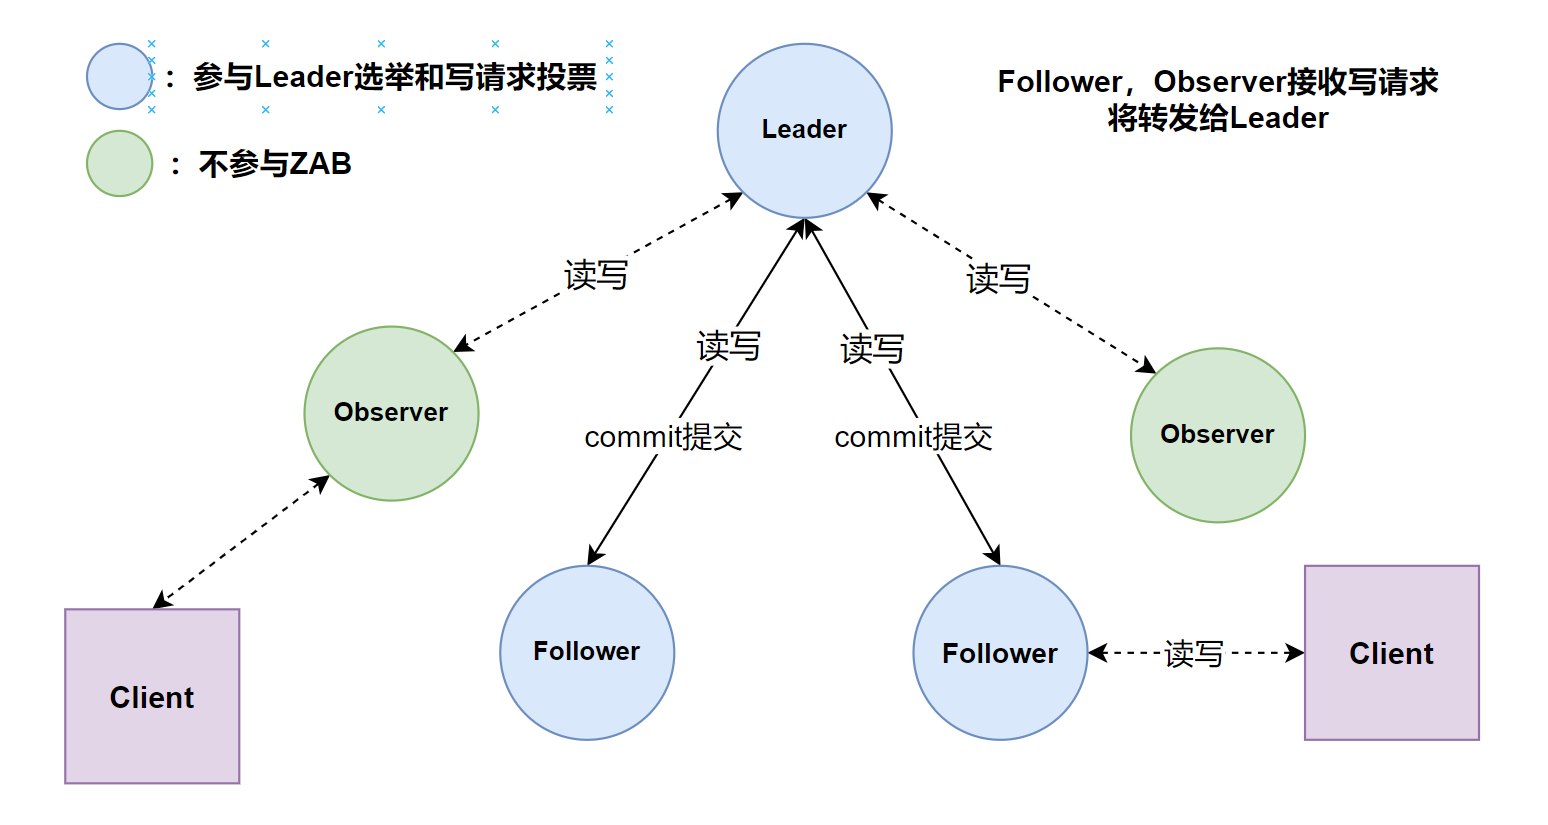 ：参与Leader选举和写请求投票
：不参与ZAB
Follower，Observer接收写请求
将转发给Leader
Leader
读写
读写
读写
读写
Observer
Observer
commit提交
commit提交
Follower
Follower
读写
Client
Client